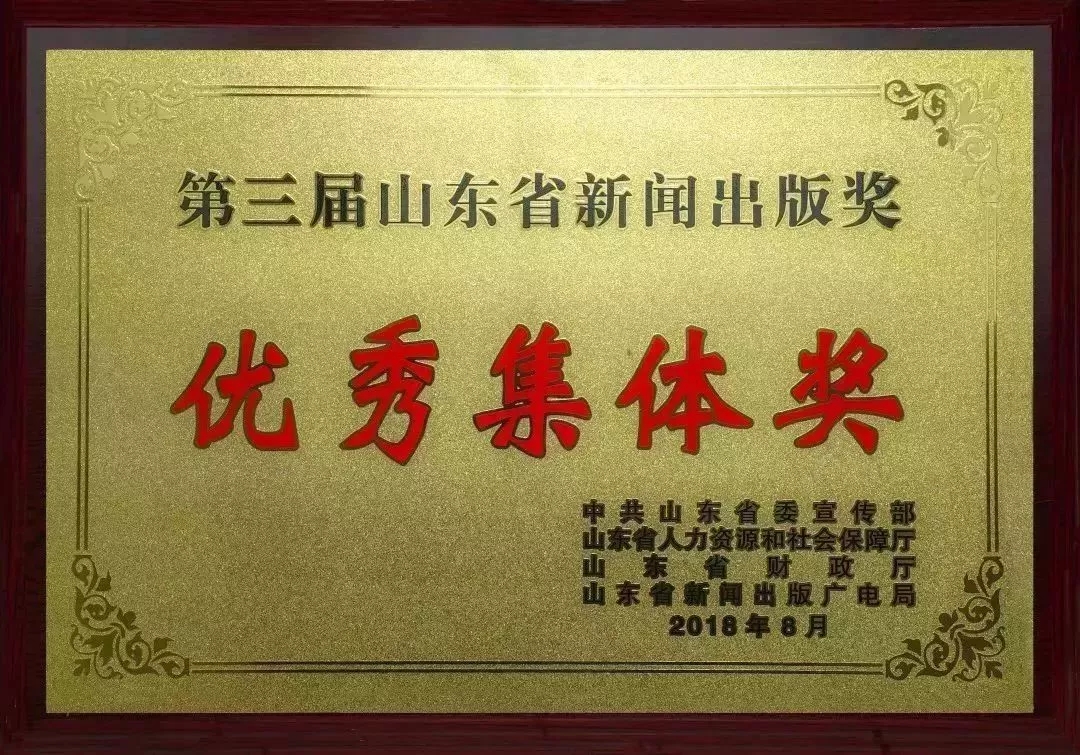 第三届山东省新闻出版奖
优秀集体奖
中共山东省委宣传部
山东省人力资源和社会保障厅
山东省财政厅
山东省新闻出版广电局
2018年8月